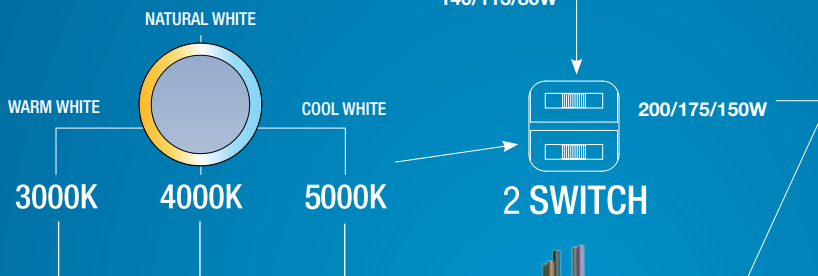 NATURAL WHITE
WARM WHITE
COOL WHITE
200/175/150W
3000K
4000K
5000K
2 SWITCH